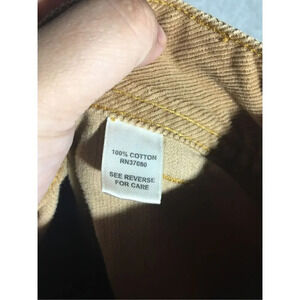 100% COTTON
RN37080
SEE REVERSE
FOR CARE